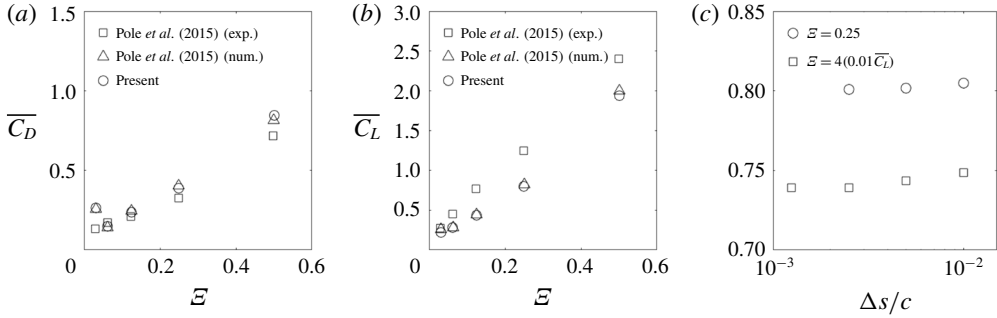 (a)
1.5
1.0
0.5
0
0.2
0.4
0.6
C_D
Ξ
Pole et al. (2015) (exp.)
Pole et al. (2015) (num.)
Present
(b)
3.0
2.5
2.0
1.5
1.0
0.5
0
0.2
0.4
0.6
C_L
Ξ
Pole et al. (2015) (exp.)
Pole et al. (2015) (num.)
Present
(c)
0.85
0.80
0.75
0.70
10⁻³
10⁻²
Δs/c
Ξ = 0.25
Ξ = 4(0.01C_L)